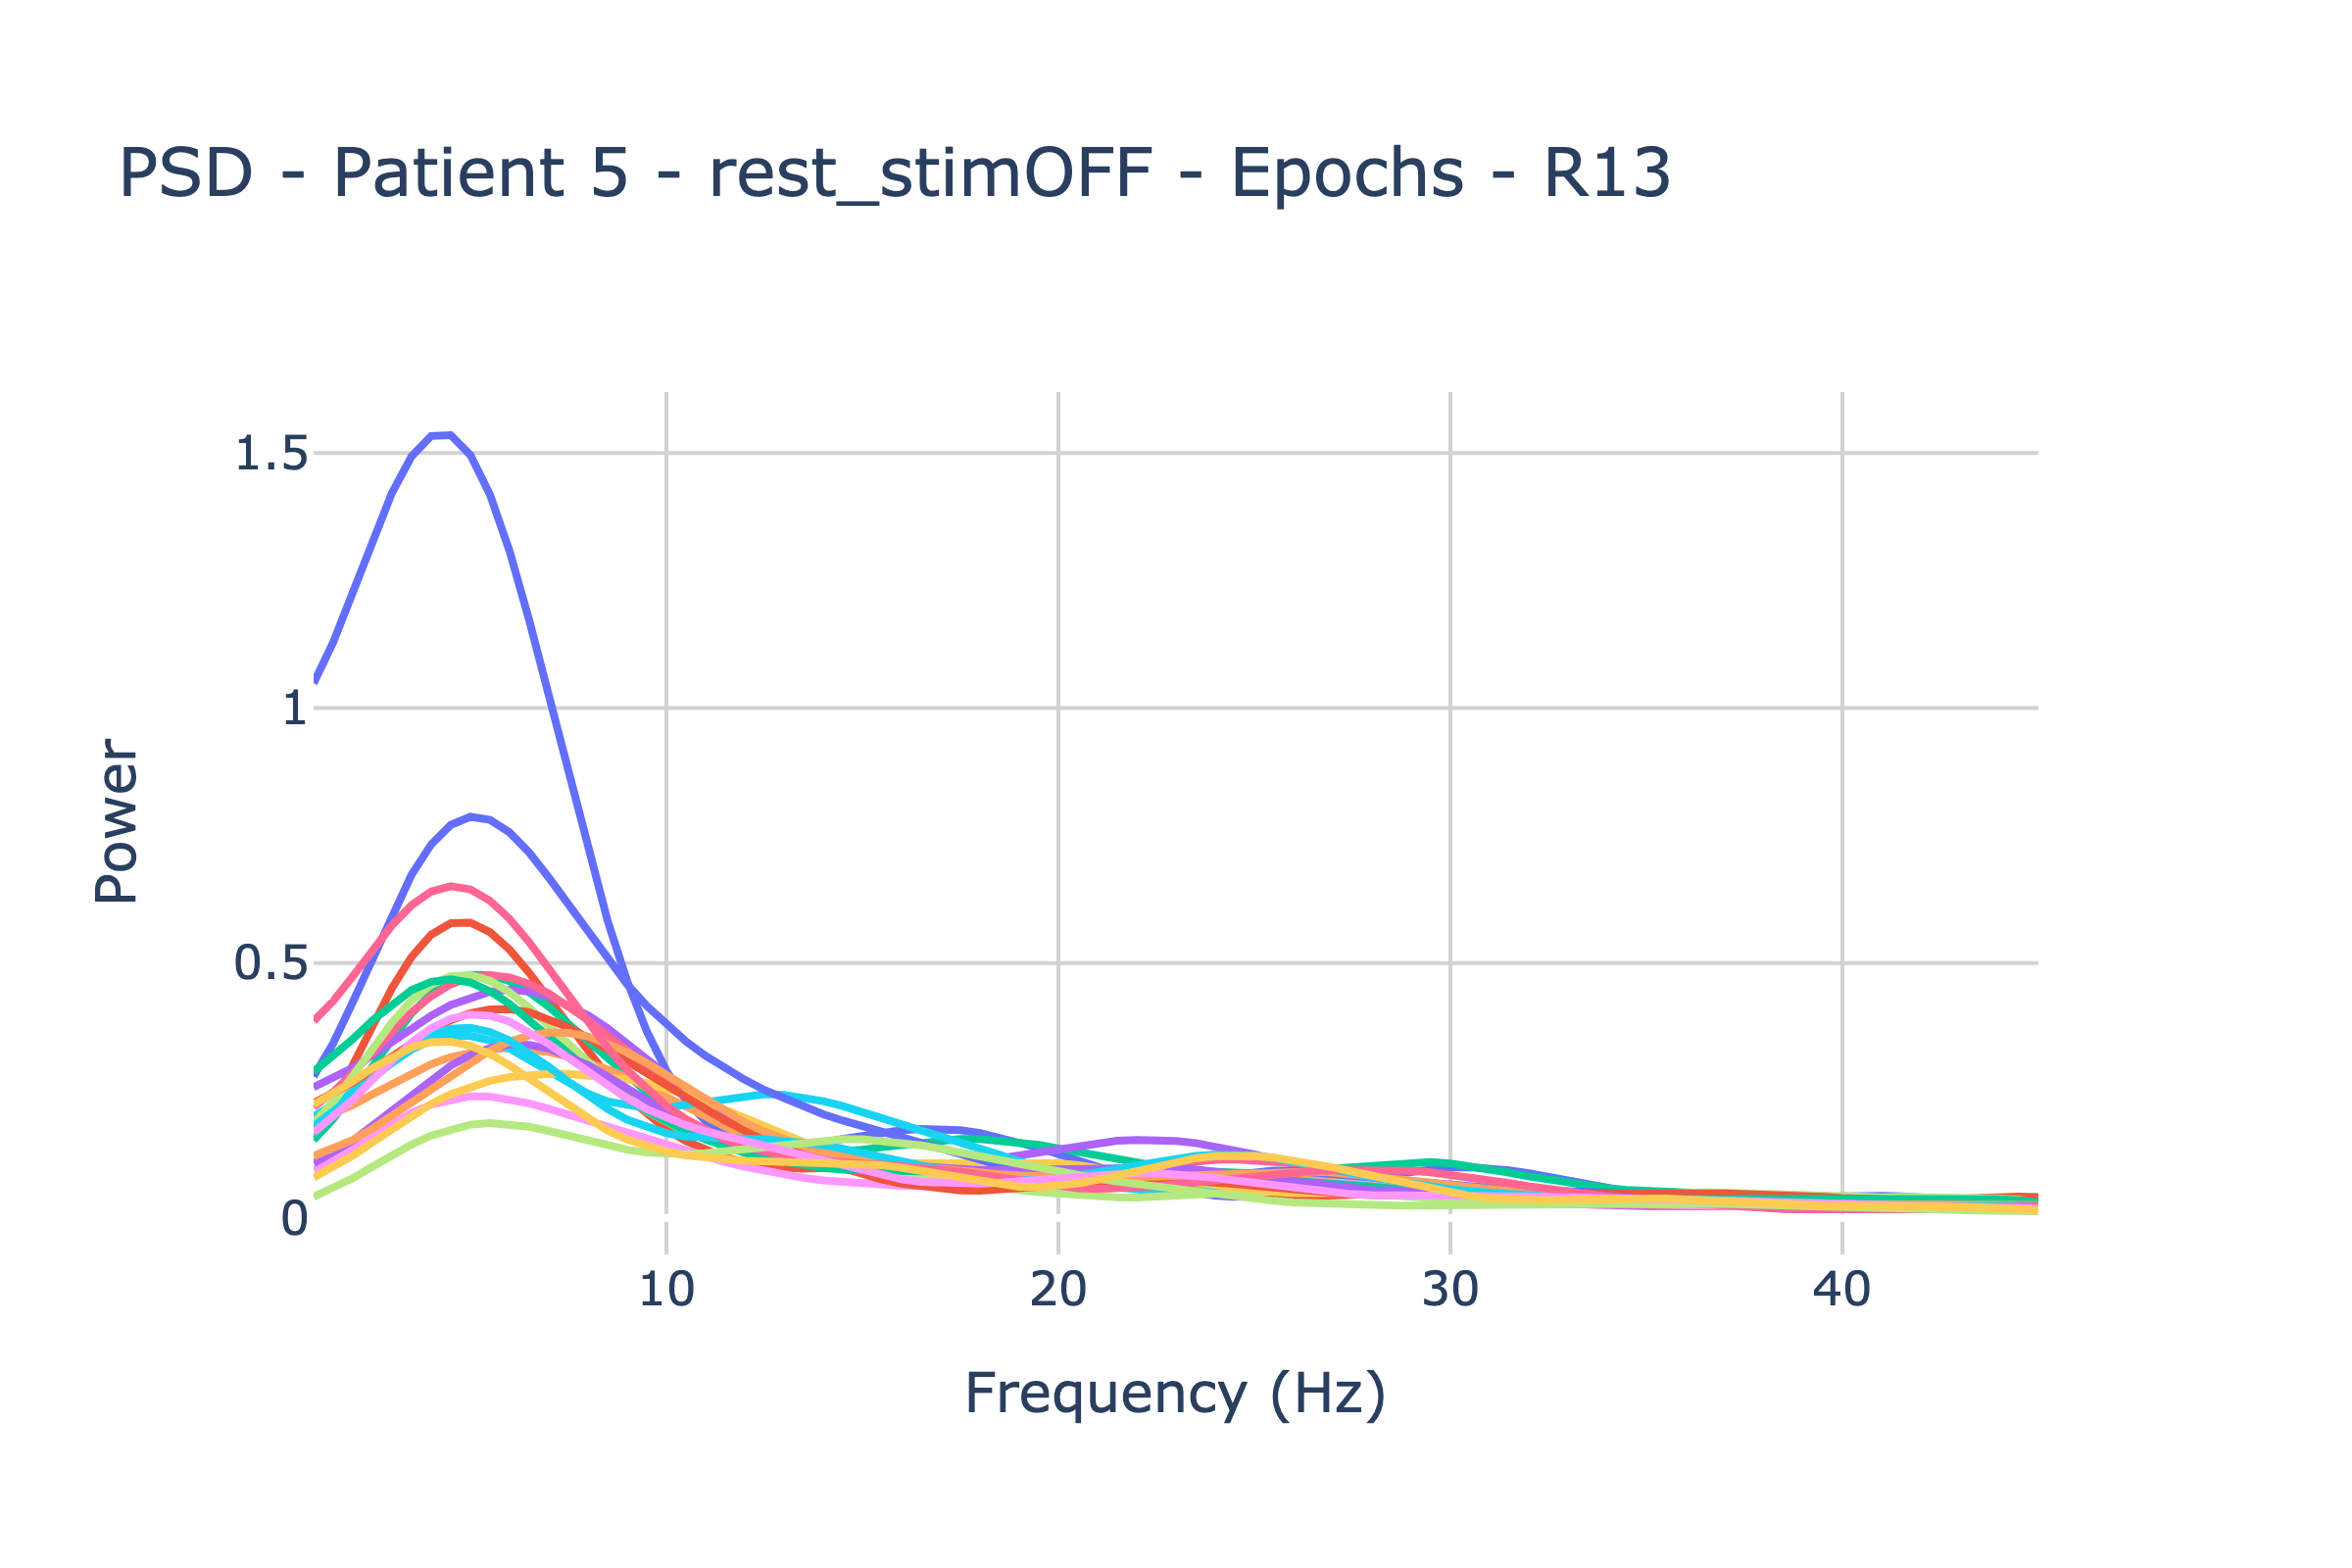 PSD - Patient 5 - rest_stimOFF - Epochs - R13
1.5
1
0.5
0
Power
10 20 30 40
Frequency (Hz)